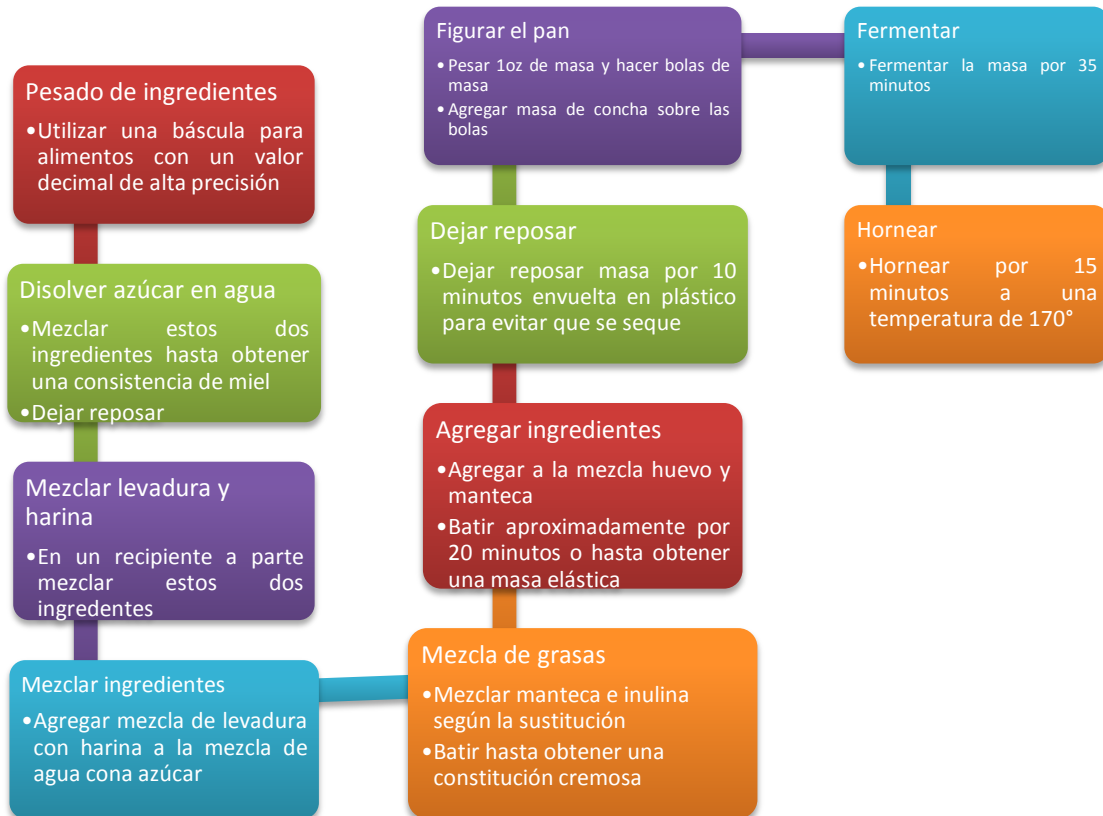 Pesado de ingredientes
•Utilizar una báscula para
alimentos con un valor
decimal de alta precisión
Disolver azúcar en agua
•Mezclar estos dos
ingredientes hasta obtener
una consistencia de miel
•Dejar reposar
Mezclar levadura y
harina
•En un recipiente a parte
mezclar estos dos
ingredentes
Mezclar ingredientes
•Agregar mezcla de levadura
con harina a la mezcla de
agua cona azúcar
Mezcla de grasas
•Mezclar manteca e inulina
según la sustitución
•Batir hasta obtener una
constitución cremosa
Agregar ingredientes
•Agregar a la mezcla huevo y
manteca
•Batir aproximadamente por
20 minutos o hasta obtener
una masa elástica
Dejar reposar
•Dejar reposar masa por 10
minutos envuelta en plástico
para evitar que se seque
Figurar el pan
•Pesar 1oz de masa y hacer bolas de
masa
•Agregar masa de concha sobre las
bolas
Fermentar
•Fermentar la masa por 35
minutos
Hornear
•Hornear por 15
minutos a una
temperatura de 170°